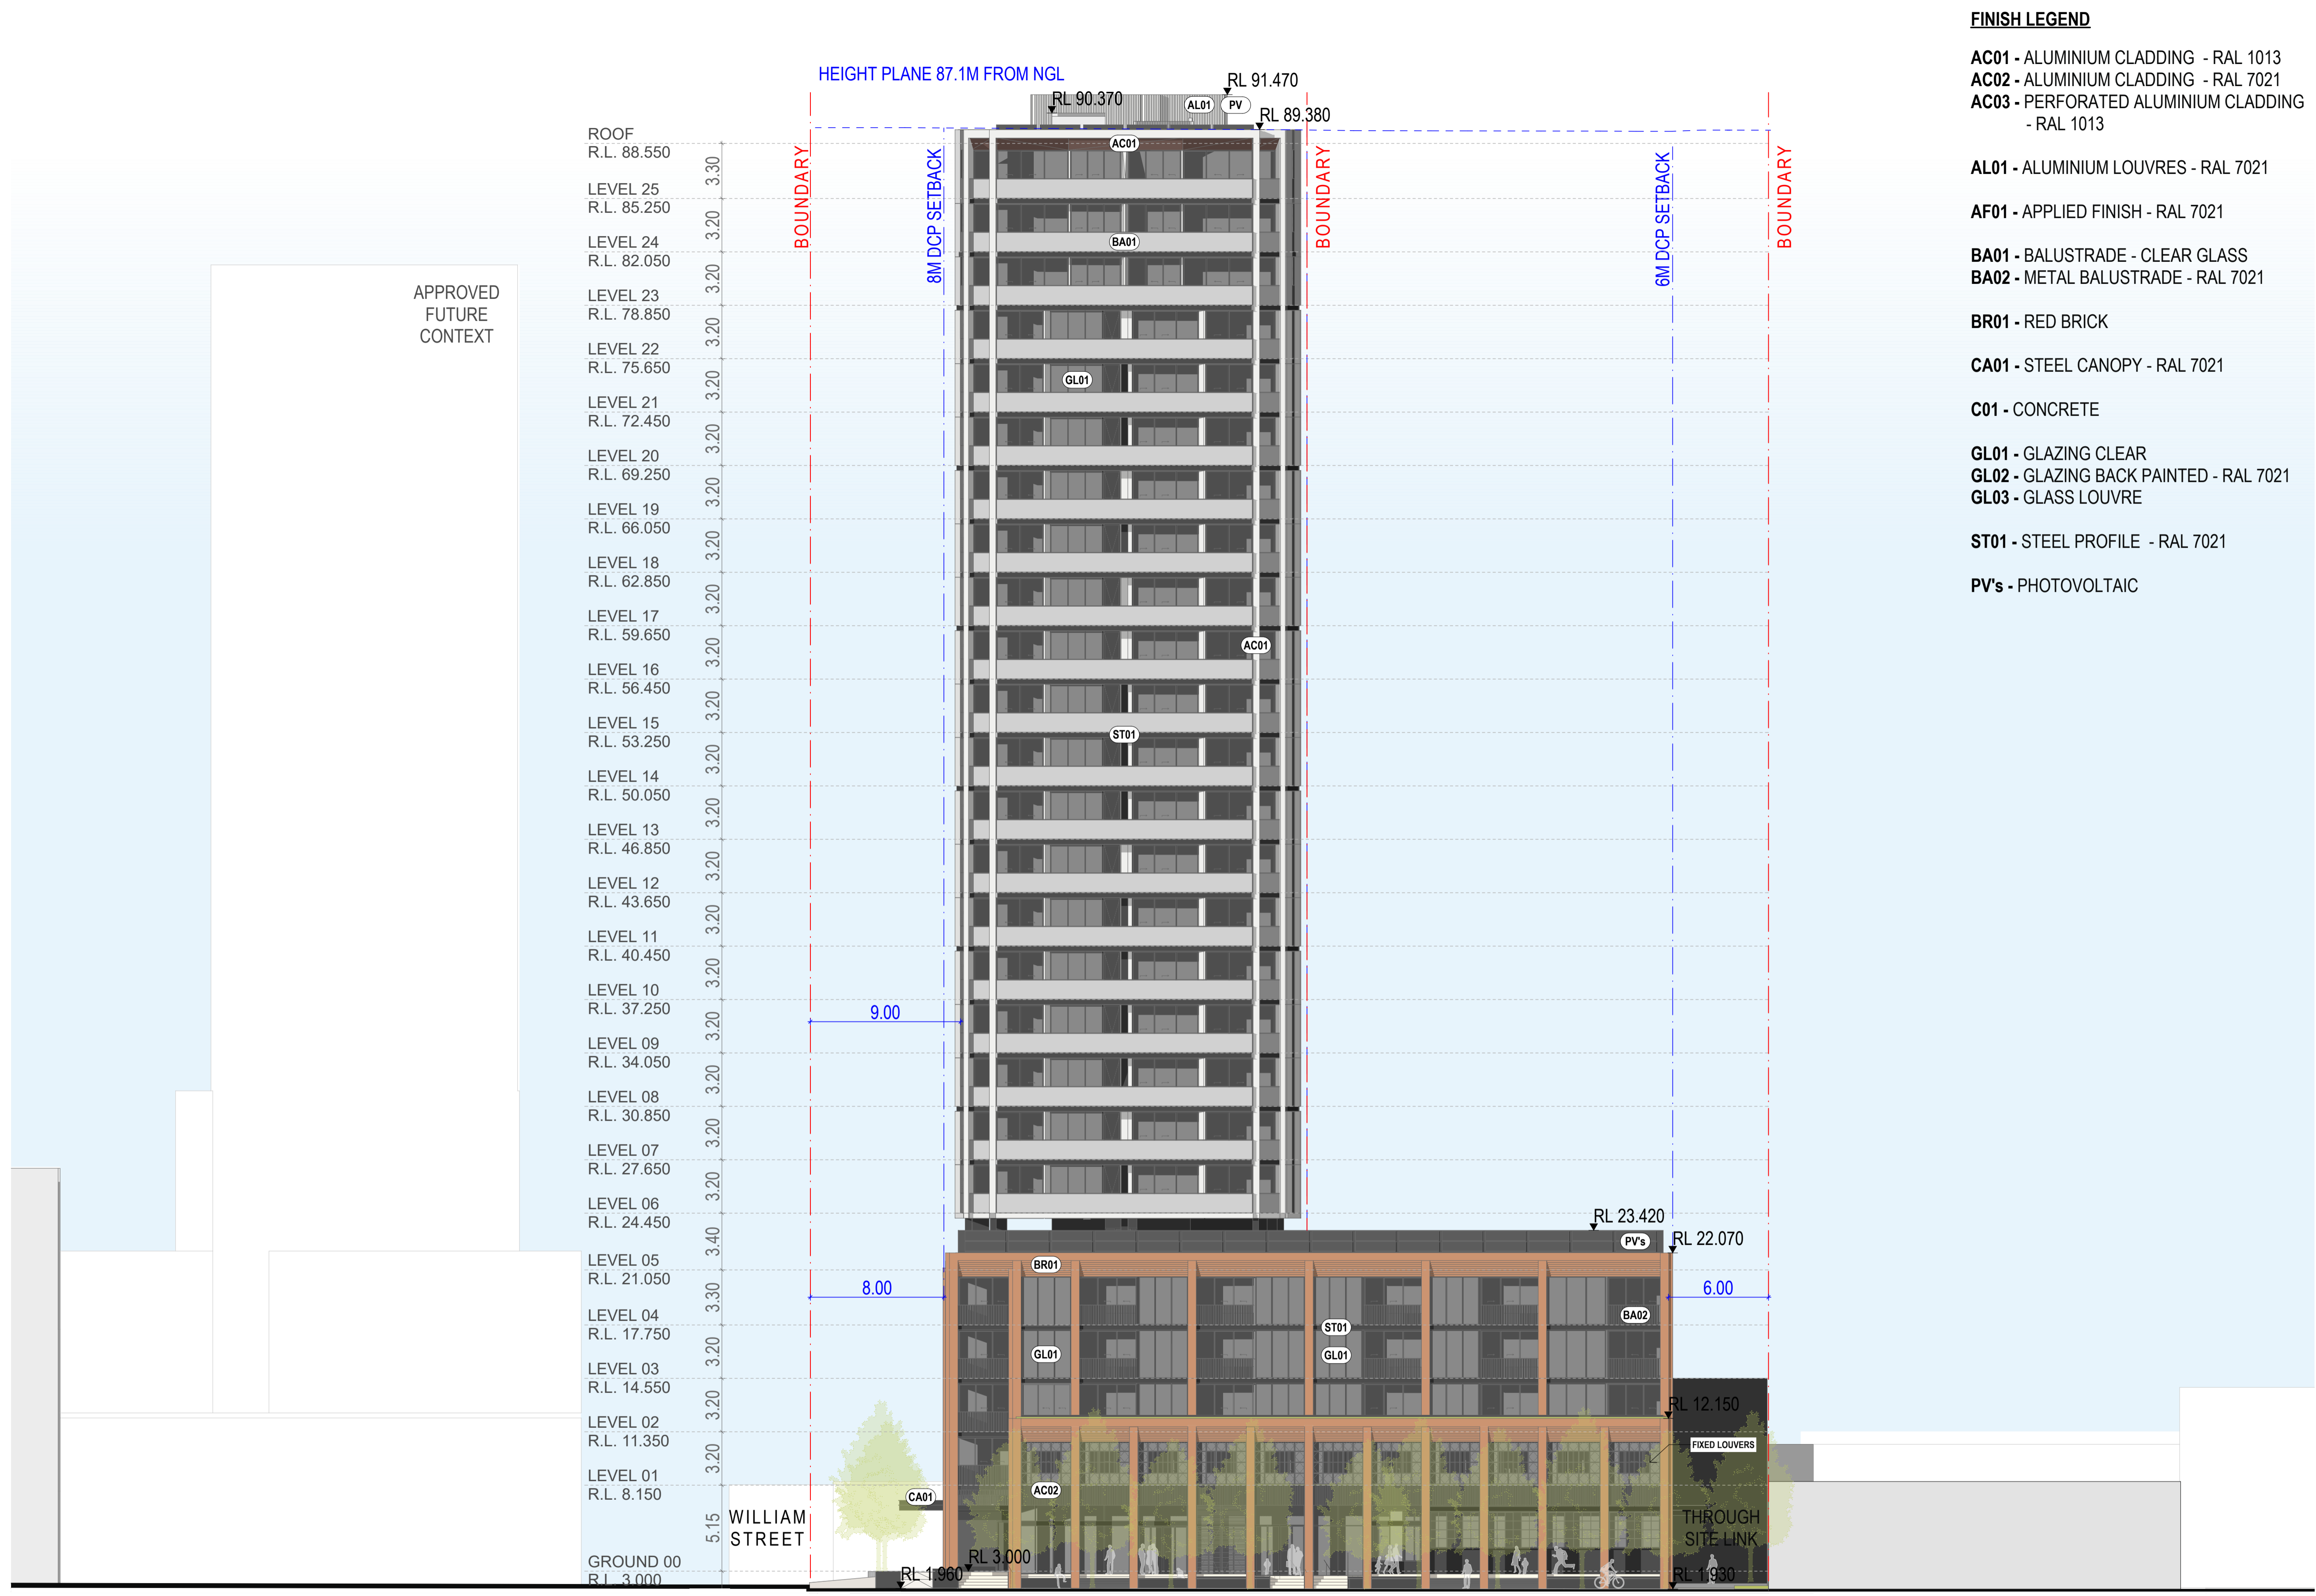 FINISH LEGEND
AC01 - ALUMINIUM CLADDING - RAL 1013
AC02 - ALUMINIUM CLADDING - RAL 7021
AC03 - PERFORATED ALUMINIUM CLADDING
- RAL 1013
AL01 - ALUMINIUM LOUVRES - RAL 7021
AF01 - APPLIED FINISH - RAL 7021
BA01 - BALUSTRADE - CLEAR GLASS
BA02 - METAL BALUSTRADE - RAL 7021
BR01 - RED BRICK
CA01 - STEEL CANOPY - RAL 7021
C01 - CONCRETE
GL01 - GLAZING CLEAR
GL02 - GLAZING BACK PAINTED - RAL 7021
GL03 - GLASS LOUVRE
ST01 - STEEL PROFILE - RAL 7021
PV's - PHOTOVOLTAIC
HEIGHT PLANE 87.1M FROM NGL
RL 91.470
RL 90.370
AL01
PV
RL 89.380
APPROVED
FUTURE
CONTEXT
ROOF
R.L. 88.550
3.30
LEVEL 25
R.L. 85.250
3.20
LEVEL 24
R.L. 82.050
3.20
LEVEL 23
R.L. 78.850
3.20
LEVEL 22
R.L. 75.650
3.20
LEVEL 21
R.L. 72.450
3.20
LEVEL 20
R.L. 69.250
3.20
LEVEL 19
R.L. 66.050
3.20
LEVEL 18
R.L. 62.850
3.20
LEVEL 17
R.L. 59.650
3.20
LEVEL 16
R.L. 56.450
3.20
LEVEL 15
R.L. 53.250
3.20
LEVEL 14
R.L. 50.050
3.20
LEVEL 13
R.L. 46.850
3.20
LEVEL 12
R.L. 43.650
3.20
LEVEL 11
R.L. 40.450
3.20
LEVEL 10
R.L. 37.250
3.20
LEVEL 09
R.L. 34.050
3.20
LEVEL 08
R.L. 30.850
3.20
LEVEL 07
R.L. 27.650
3.20
LEVEL 06
R.L. 24.450
3.40
LEVEL 05
R.L. 21.050
3.30
LEVEL 04
R.L. 17.750
3.20
LEVEL 03
R.L. 14.550
3.20
LEVEL 02
R.L. 11.350
3.20
LEVEL 01
R.L. 8.150
5.15
GROUND 00
R.L. 3.000
BOUNDARY
8M DCP SETBACK
BOUNDARY
6M DCP SETBACK
BOUNDARY
AC01
BA01
GL01
AC01
ST01
9.00
RL 23.420
PV's
RL 22.070
BR01
8.00
6.00
BA02
ST01
GL01
GL01
RL 12.150
FIXED LOUVERS
AC02
CA01
WILLIAM
STREET
THROUGH
SITE LINK
RL 3.000
RL 1.960
RL 1.930